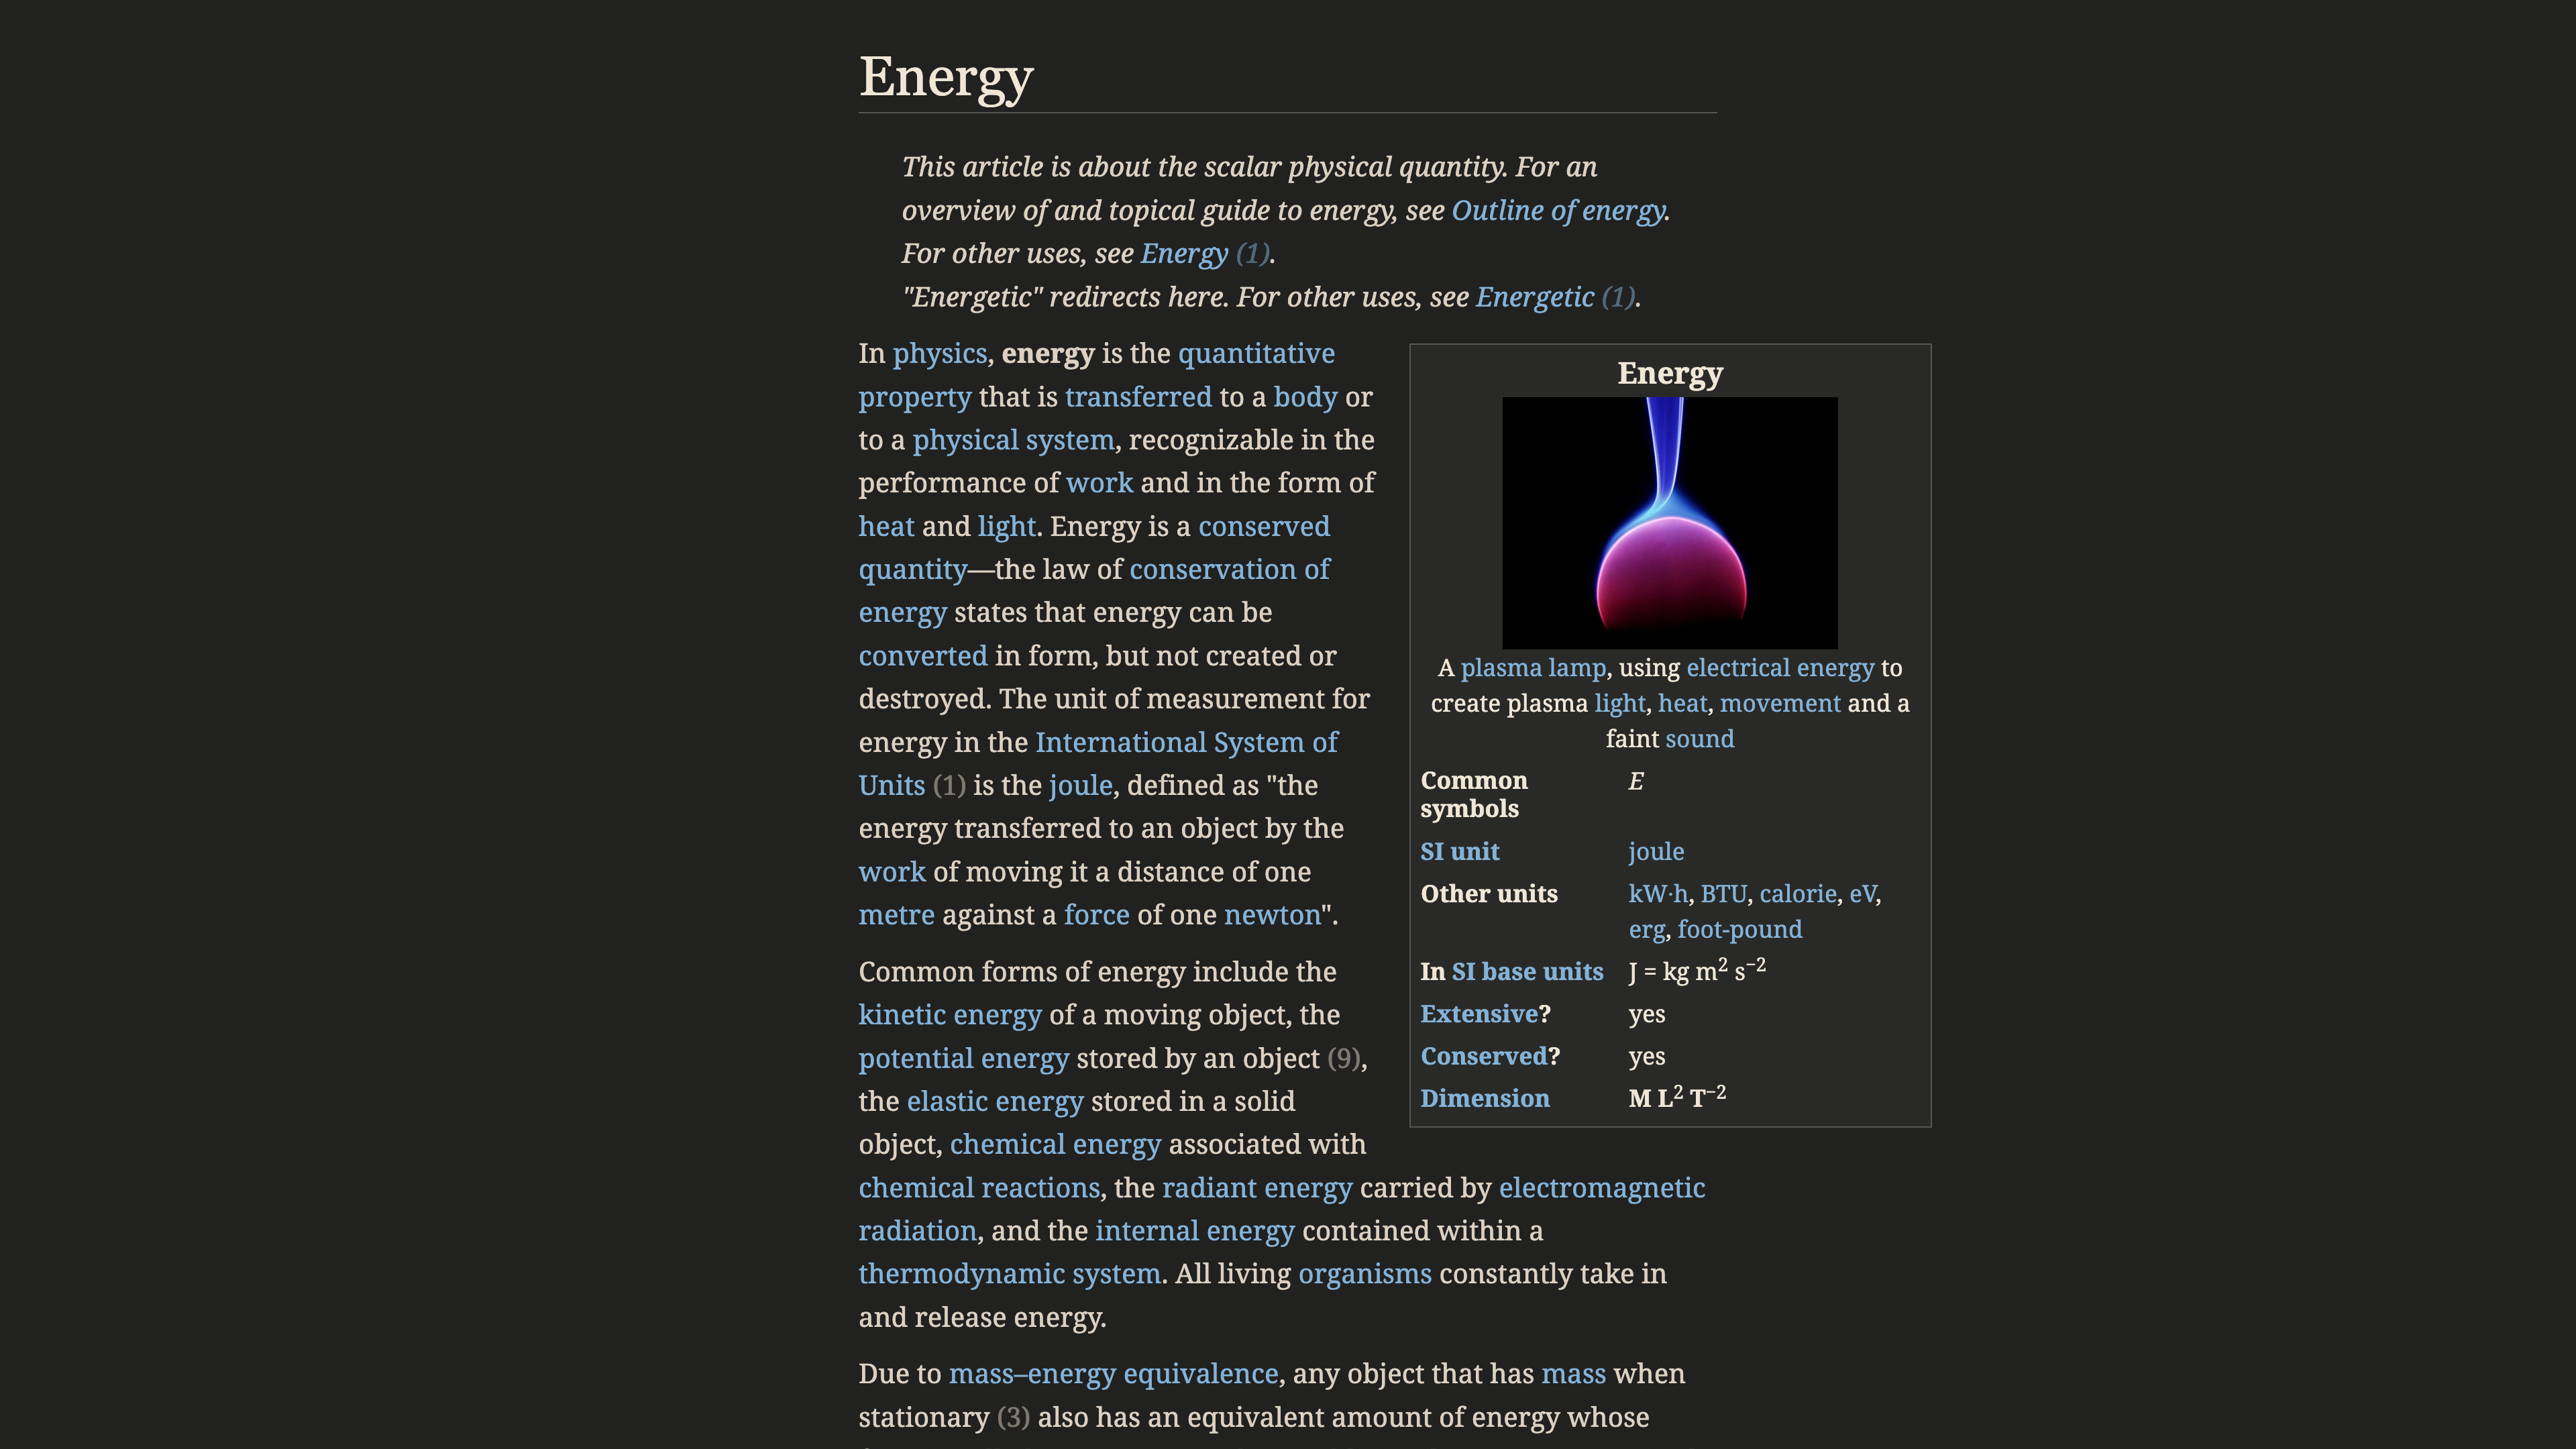 Energy
This article is about the scalar physical quantity. For an
overview of and topical guide to energy, see Outline of energy.
For other uses, see Energy (1).
"Energetic" redirects here. For other uses, see Energetic (1).
In physics, energy is the quantitative
property that is transferred to a body or
to a physical system, recognizable in the
performance of work and in the form of
heat and light. Energy is a conserved
quantity—the law of conservation of
energy states that energy can be
converted in form, but not created or
destroyed. The unit of measurement for
energy in the International System of
Units (1) is the joule, defined as "the
energy transferred to an object by the
work of moving it a distance of one
metre against a force of one newton".
Common forms of energy include the
kinetic energy of a moving object, the
potential energy stored by an object (9),
the elastic energy stored in a solid
object, chemical energy associated with
chemical reactions, the radiant energy carried by electromagnetic
radiation, and the internal energy contained within a
thermodynamic system. All living organisms constantly take in
and release energy.
Due to mass–energy equivalence, any object that has mass when
stationary (3) also has an equivalent amount of energy whose
Energy
A plasma lamp, using electrical energy to
create plasma light, heat, movement and a
faint sound
Common symbols E
SI unit joule
Other units kW·h, BTU, calorie, eV,
erg, foot-pound
In SI base units J = kg m² s⁻²
Extensive? yes
Conserved? yes
Dimension M L² T⁻²